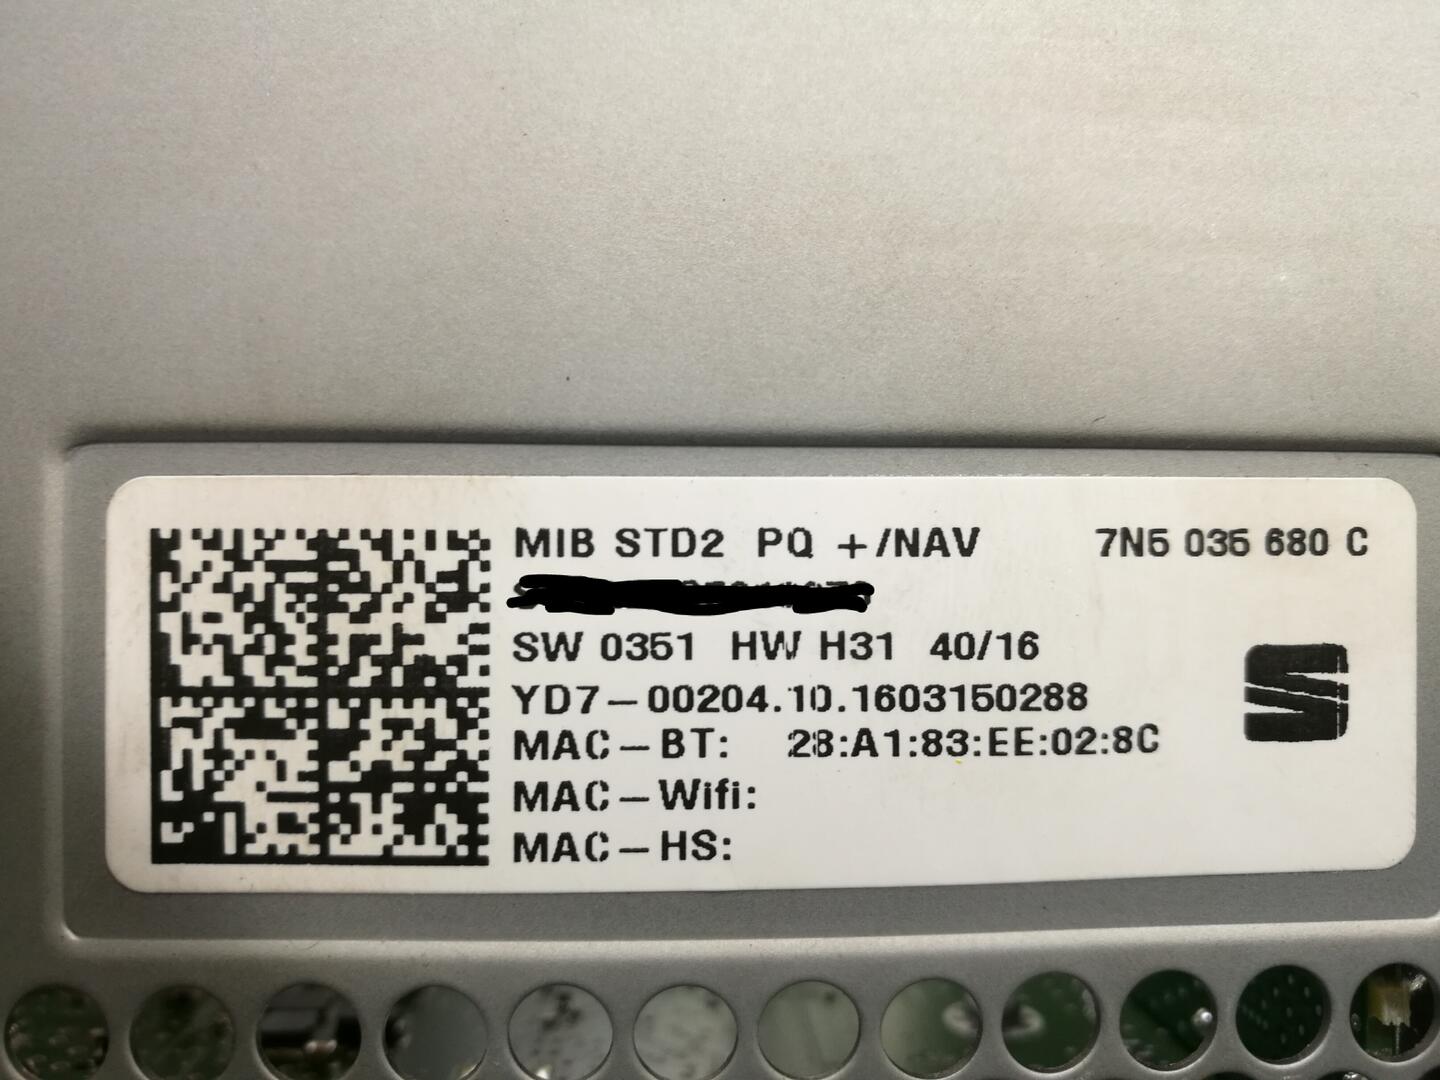 MIB STD2 PQ +/NAV 7N5 035 680 C
SW 0351 HW H31 40/16
YD7-00204.10.1603150288
MAC-BT: 28:A1:83:EE:02:8C
MAC-Wifi:
MAC-HS: